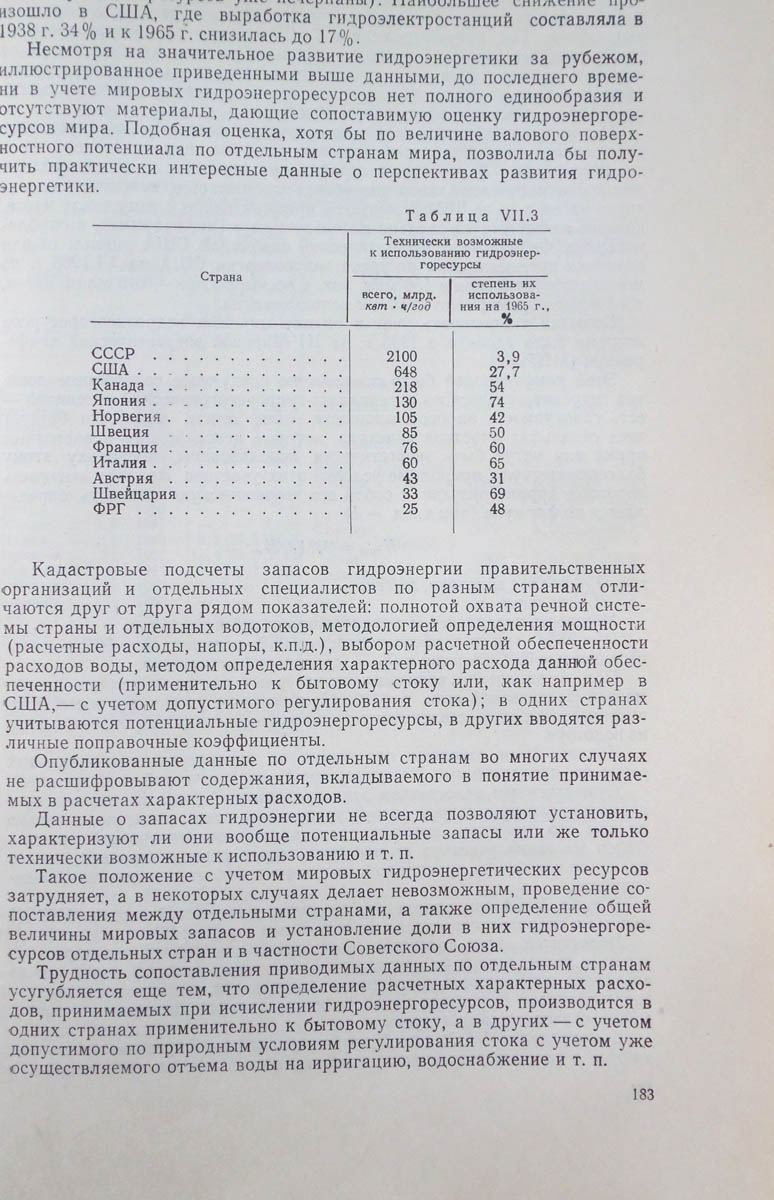 уже исчерпаны). Наибольшее снижение про-
изошло в США, где выработка гидроэлектростанций составляла в
1938 г. 34% и к 1965 г. снизилась до 17%.
Несмотря на значительное развитие гидроэнергетики за рубежом,
иллюстрированное приведенными выше данными, до последнего време-
ни в учете мировых гидроэнергоресурсов нет полного единообразия и
отсутствуют материалы, дающие сопоставимую оценку гидроэнергоре-
сурсов мира. Подобная оценка, хотя бы по величине валового поверх-
ностного потенциала по отдельным странам мира, позволила бы полу-
чить практически интересные данные о перспективах развития гидро-
энергетики.
Таблица VII.3
Страна
Технически возможные
к использованию гидроэнер-
горесурсы
всего, млрд.
квт · ч/год
степень их
использова-
ния на 1965 г.,
%
СССР . . . . . . . . . . . . . 2100 3,9
США . . . . . . . . . . . . . . 648 27,7
Канада . . . . . . . . . . . . . 218 54
Япония . . . . . . . . . . . . . 130 74
Норвегия . . . . . . . . . . . . 105 42
Швеция . . . . . . . . . . . . 85 50
Франция . . . . . . . . . . . . 76 60
Италия . . . . . . . . . . . . . 60 65
Австрия . . . . . . . . . . . . 43 31
Швейцария . . . . . . . . . . . 33 69
ФРГ . . . . . . . . . . . . . . 25 48
Кадастровые подсчеты запасов гидроэнергии правительственных
организаций и отдельных специалистов по разным странам отли-
чаются друг от друга рядом показателей: полнотой охвата речной систе-
мы страны и отдельных водотоков, методологией определения мощности
(расчетные расходы, напоры, к.п.д.), выбором расчетной обеспеченности
расходов воды, методом определения характерного расхода данной обес-
печенности (применительно к бытовому стоку или, как например в
США,— с учетом допустимого регулирования стока); в одних странах
учитываются потенциальные гидроэнергоресурсы, в других вводятся раз-
личные поправочные коэффициенты.
Опубликованные данные по отдельным странам во многих случаях
не расшифровывают содержания, вкладываемого в понятие принимае-
мых в расчетах характерных расходов.
Данные о запасах гидроэнергии не всегда позволяют установить,
характеризуют ли они вообще потенциальные запасы или же только
технически возможные к использованию и т. п.
Такое положение с учетом мировых гидроэнергетических ресурсов
затрудняет, а в некоторых случаях делает невозможным, проведение со-
поставления между отдельными странами, а также определение общей
величины мировых запасов и установление доли в них гидроэнергоре-
сурсов отдельных стран и в частности Советского Союза.
Трудность сопоставления приводимых данных по отдельным странам
усугубляется еще тем, что определение расчетных характерных расхо-
дов, принимаемых при исчислении гидроэнергоресурсов, производится в
одних странах применительно к бытовому стоку, а в других — с учетом
допустимого по природным условиям регулирования стока с учетом уже
осуществляемого отъема воды на ирригацию, водоснабжение и т. п.
183